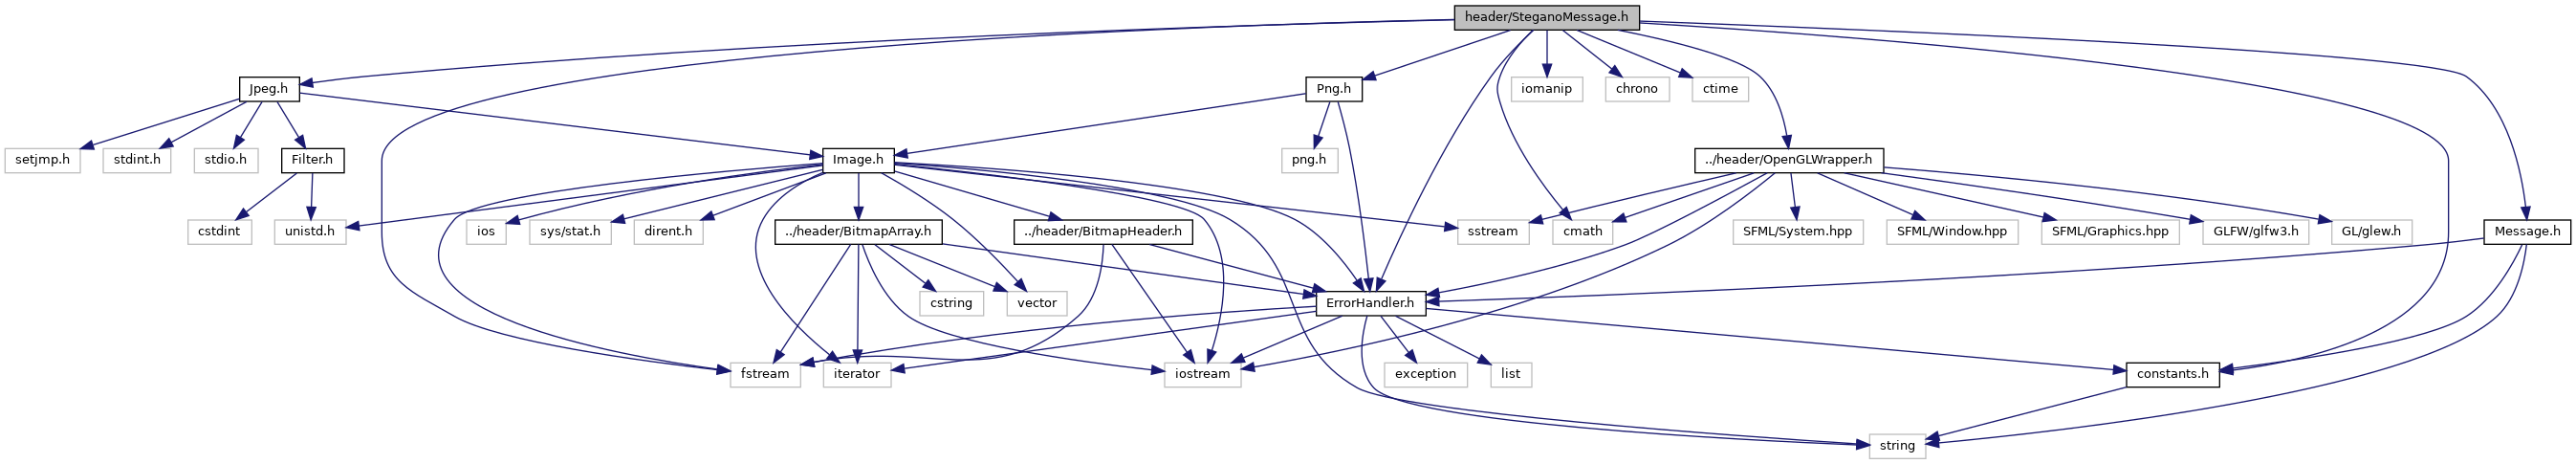 header/SteganoMessage.h
Jpeg.h
Png.h
iomanip
chrono
ctime
setjmp.h
stdint.h
stdio.h
Filter.h
Image.h
png.h
../header/OpenGLWrapper.h
cstdint
unistd.h
ios
sys/stat.h
dirent.h
../header/BitmapArray.h
../header/BitmapHeader.h
sstream
cmath
SFML/System.hpp
SFML/Window.hpp
SFML/Graphics.hpp
GLFW/glfw3.h
GL/glew.h
Message.h
cstring
vector
ErrorHandler.h
fstream
iterator
iostream
exception
list
constants.h
string